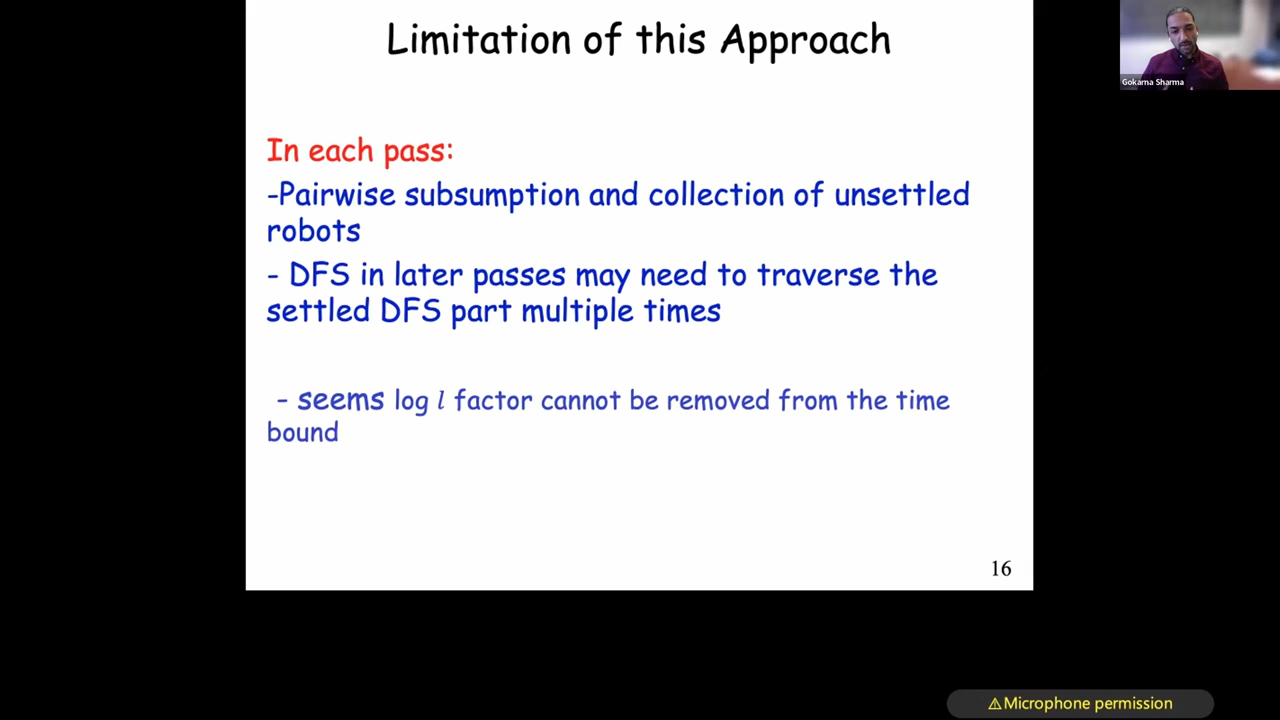 Limitation of this Approach
Gokarna Sharma
In each pass:
-Pairwise subsumption and collection of unsettled
robots
- DFS in later passes may need to traverse the
settled DFS part multiple times
- seems log l factor cannot be removed from the time
bound
16
⚠Microphone permission